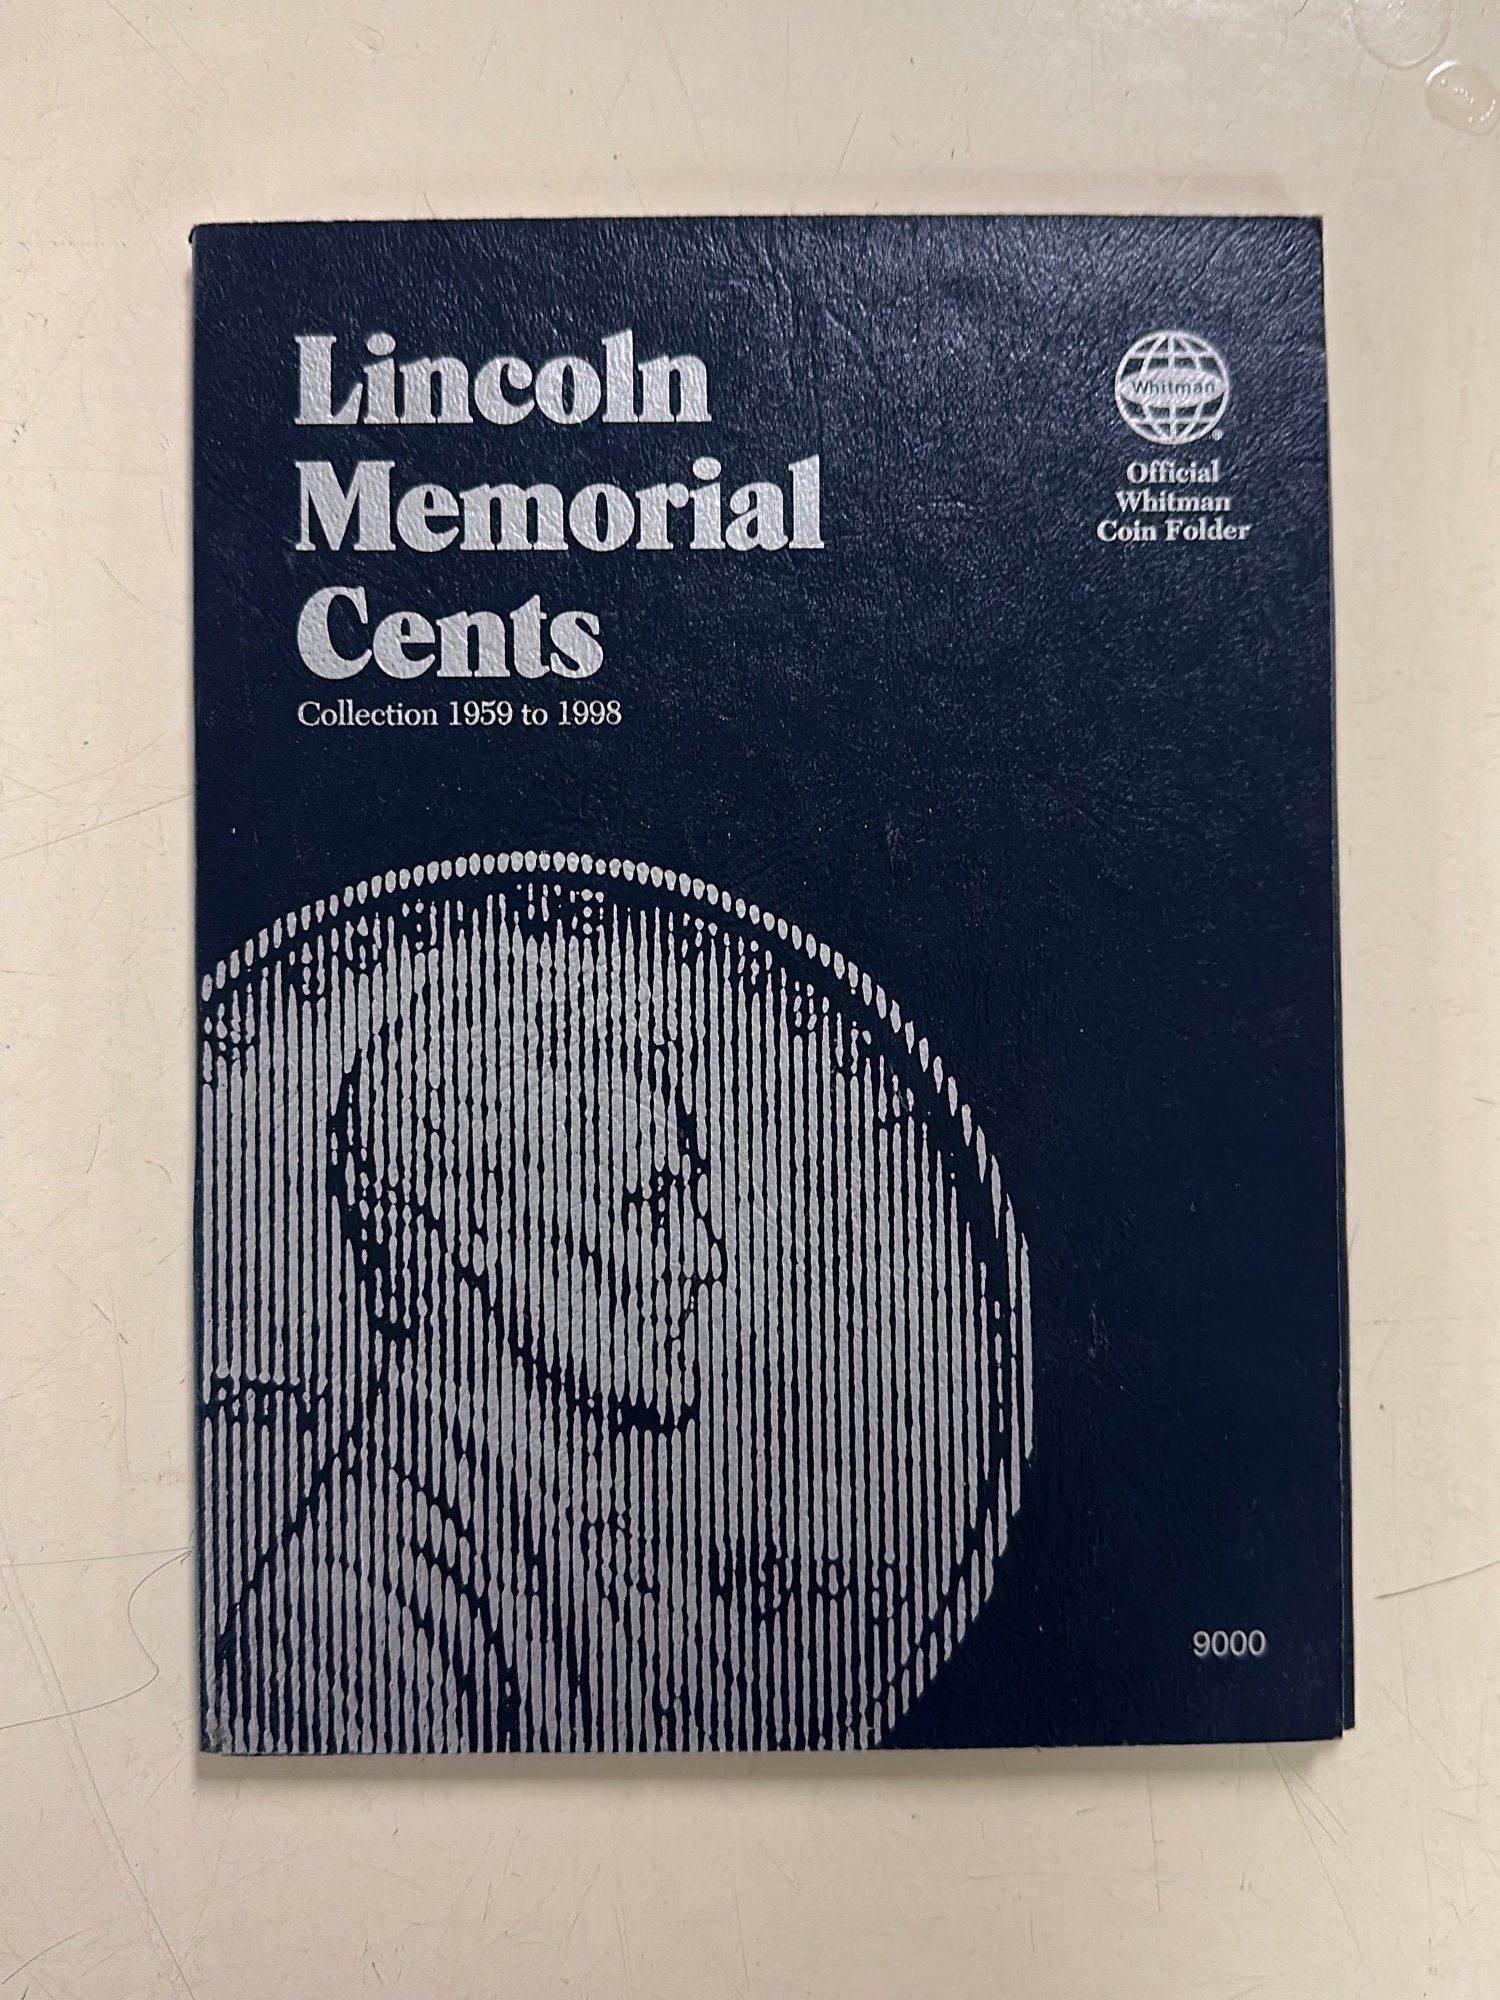 Lincoln
Memorial
Cents
Collection 1959 to 1998
Whitman
®
Official
Whitman
Coin Folder
9000